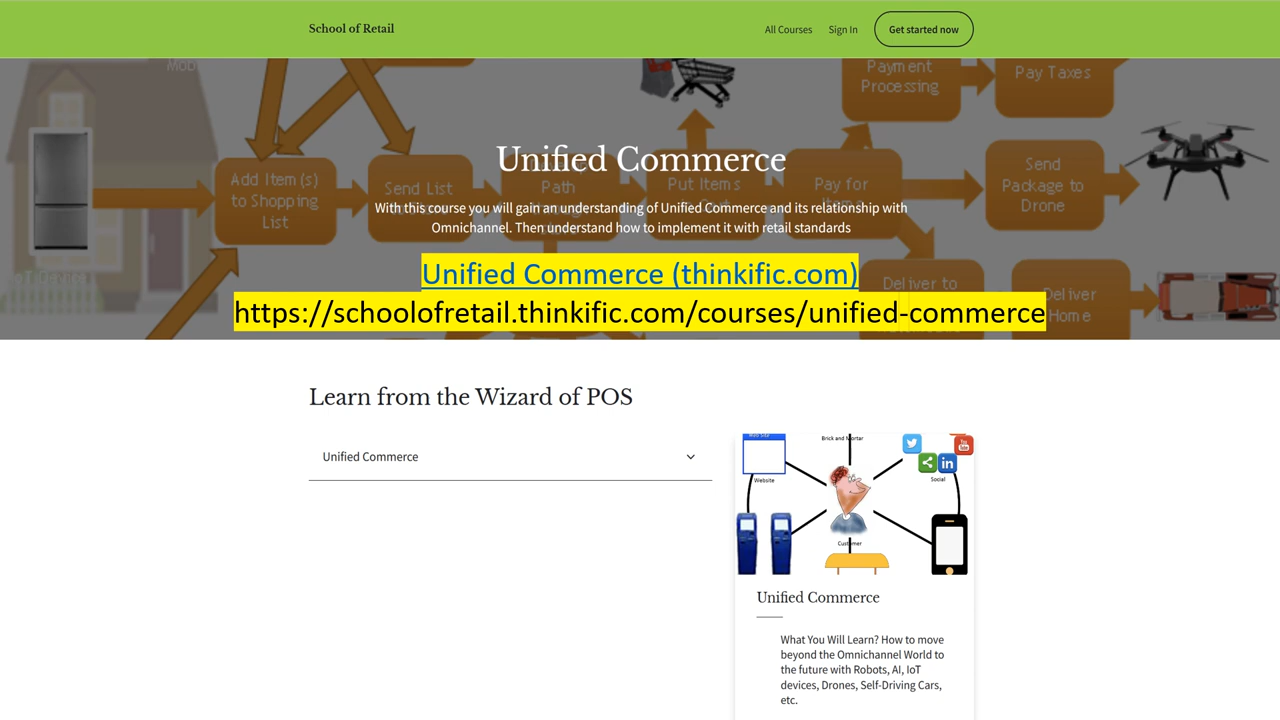 School of Retail
All Courses
Sign In
Get started now
Mob
Payment
Processing
Pay Taxes
Unified Commerce
Add Item(s)
to Shopping
List
Send List
Path
Put Items
Pay for
Send
Package to
Drone
With this course you will gain an understanding of Unified Commerce and its relationship with
Omnichannel. Then understand how to implement it with retail standards
Unified Commerce (thinkific.com)
IoT Device
Deliver to
Deliver
Home
https://schoolofretail.thinkific.com/courses/unified-commerce
Learn from the Wizard of POS
Unified Commerce
Web Site
Brick and Mortar
Website
Social
Customer
Unified Commerce
What You Will Learn? How to move
beyond the Omnichannel World to
the future with Robots, AI, IoT
devices, Drones, Self-Driving Cars,
etc.